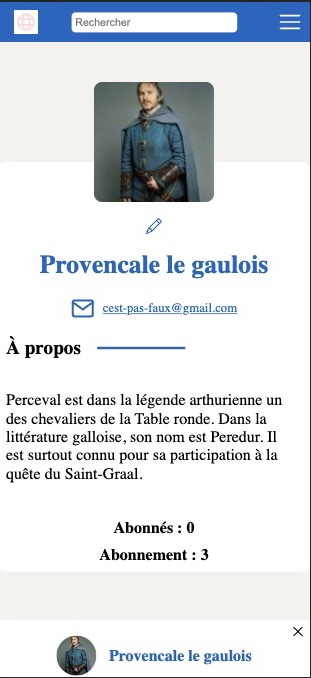 Rechercher
Provencale le gaulois
cest-pas-faux@gmail.com
À propos
Perceval est dans la légende arthurienne un
des chevaliers de la Table ronde. Dans la
littérature galloise, son nom est Peredur. Il
est surtout connu pour sa participation à la
quête du Saint-Graal.
Abonnés : 0
Abonnement : 3
Provencale le gaulois